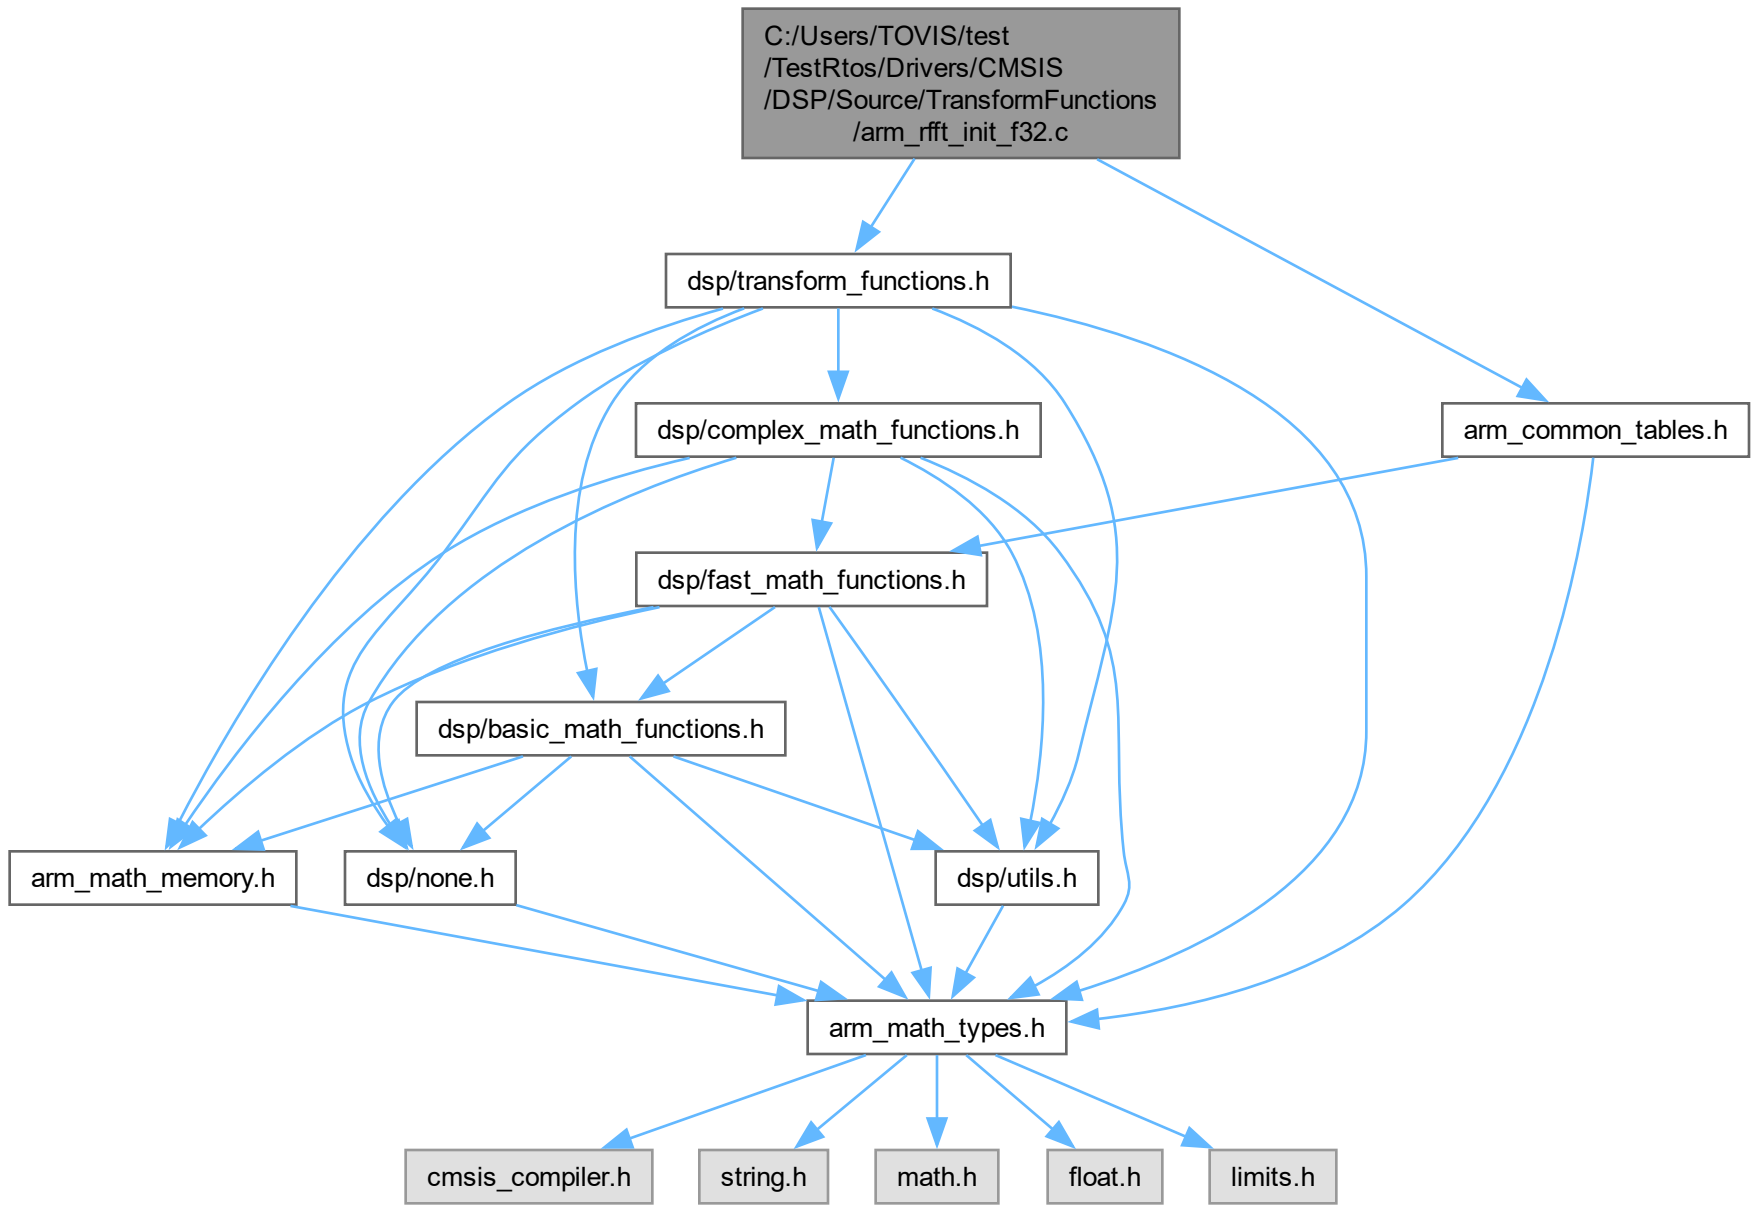 C:/Users/TOVIS/test
/TestRtos/Drivers/CMSIS
/DSP/Source/TransformFunctions
/arm_rfft_init_f32.c
dsp/transform_functions.h
dsp/complex_math_functions.h
arm_common_tables.h
dsp/fast_math_functions.h
dsp/basic_math_functions.h
arm_math_memory.h
dsp/none.h
dsp/utils.h
arm_math_types.h
cmsis_compiler.h
string.h
math.h
float.h
limits.h